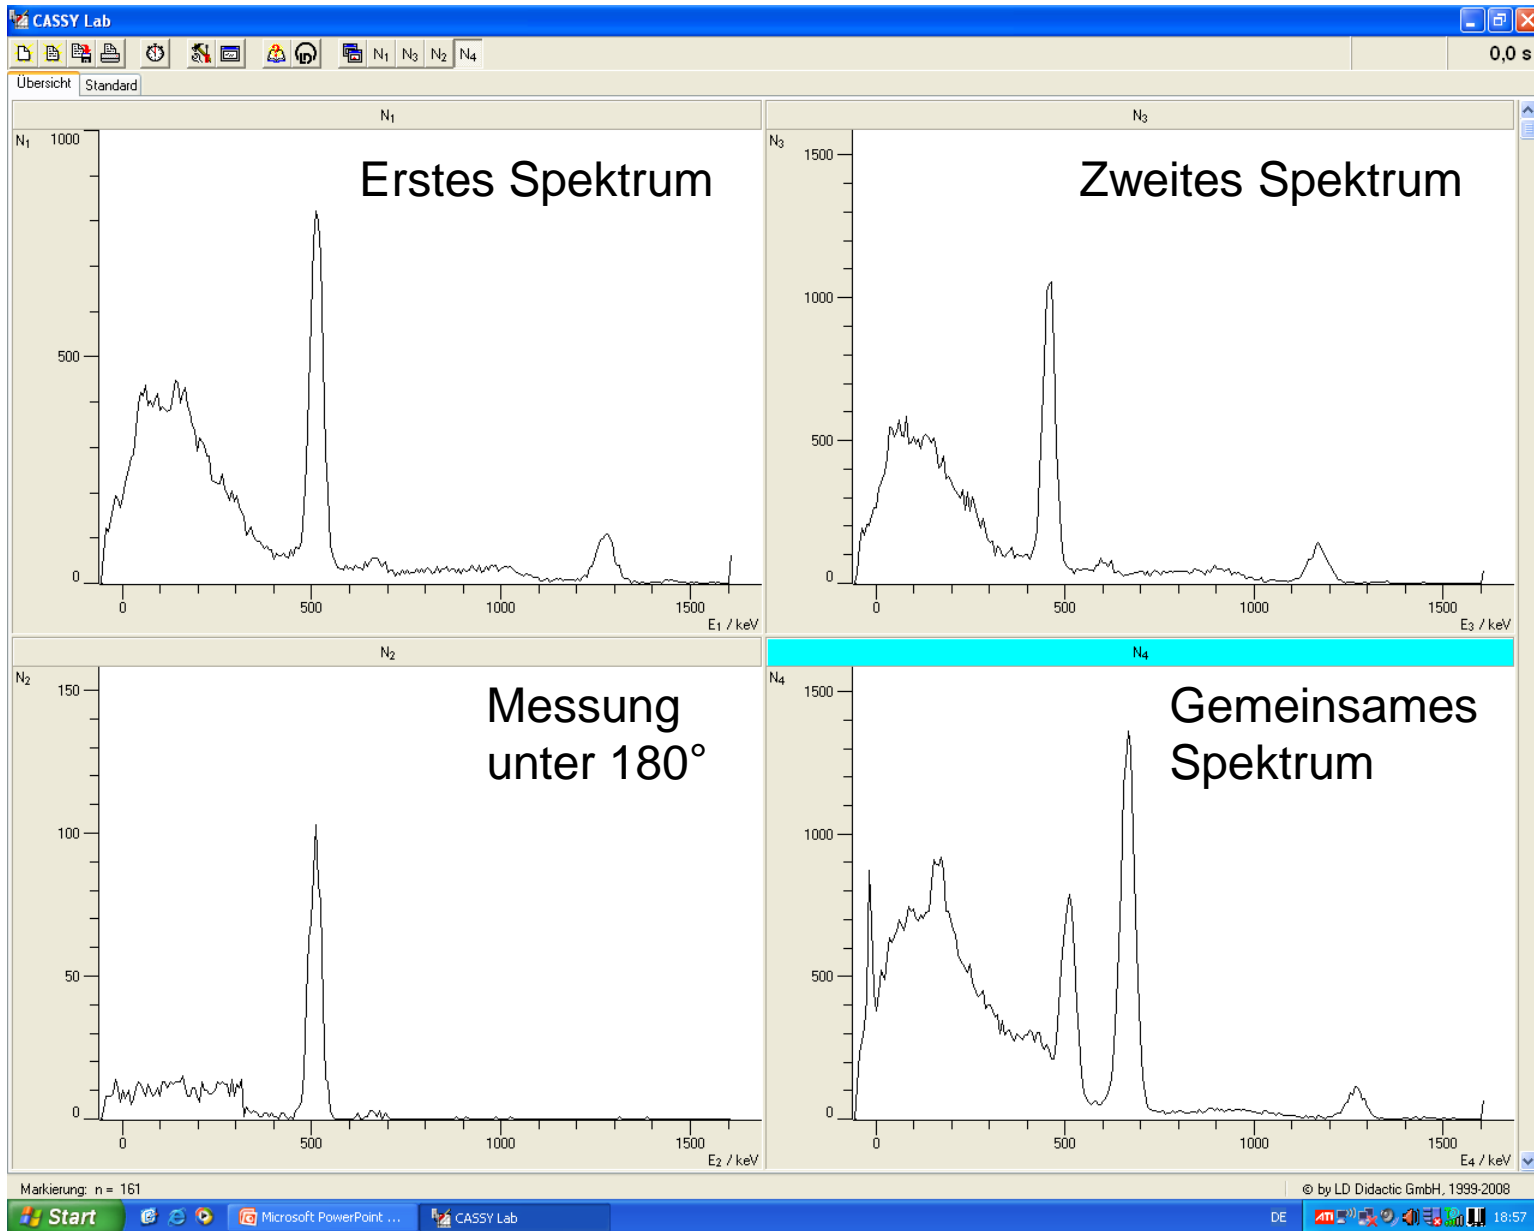 CASSY Lab
N1 N3 N2 N4
0,0 s
Übersicht Standard
N1
N1
1000
500
0
Erstes Spektrum
0 500 1000 1500
E1 / keV
N3
N3
1500
1000
500
0
Zweites Spektrum
0 500 1000 1500
E3 / keV
N2
N2
150
100
50
0
Messung
unter 180°
0 500 1000 1500
E2 / keV
N4
N4
1500
1000
500
0
Gemeinsames
Spektrum
0 500 1000 1500
E4 / keV
Markierung: n = 161
© by LD Didactic GmbH, 1999-2008
Start
Microsoft PowerPoint ...
CASSY Lab
DE
ATI
18:57